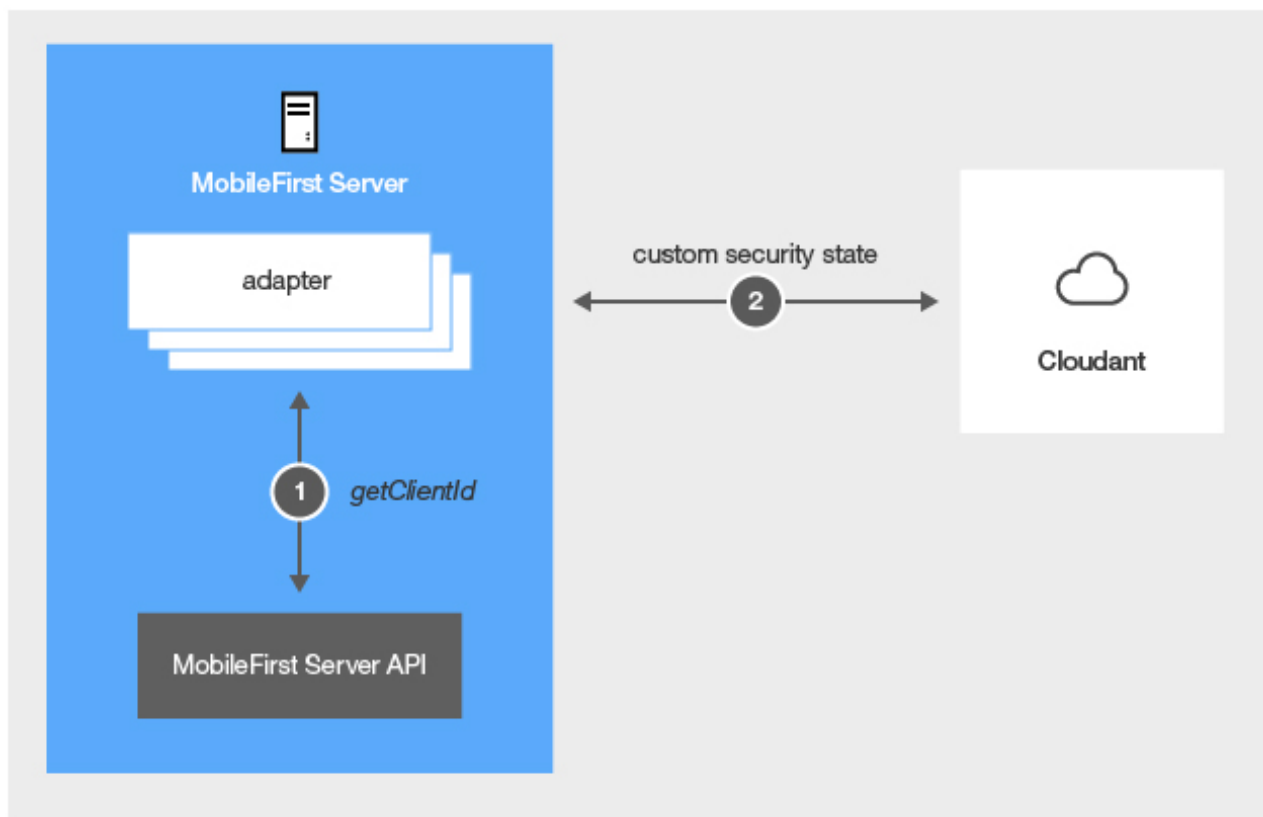 MobileFirst Server
adapter
custom security state
2
Cloudant
1
getClientId
MobileFirst Server API